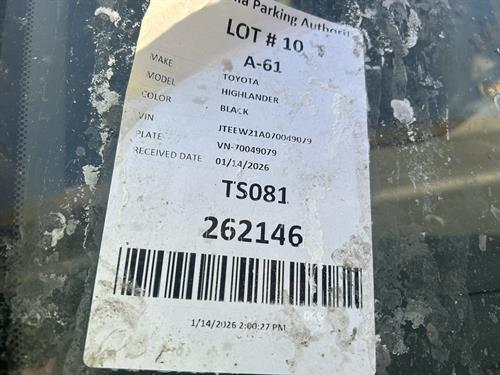 Parking Authorit
LOT # 10
A-61
MAKE TOYOTA
MODEL HIGHLANDER
COLOR BLACK
VIN JTEEW21A070049079
PLATE VN-70049079
RECEIVED DATE 01/14/2026
TS081
262146
1/14/2026 2:00:27 PM